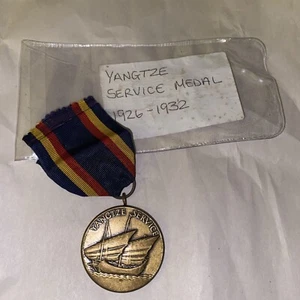 YANGTZE
SERVICE MEDAL
1926-1932
YANGTZE SERVICE